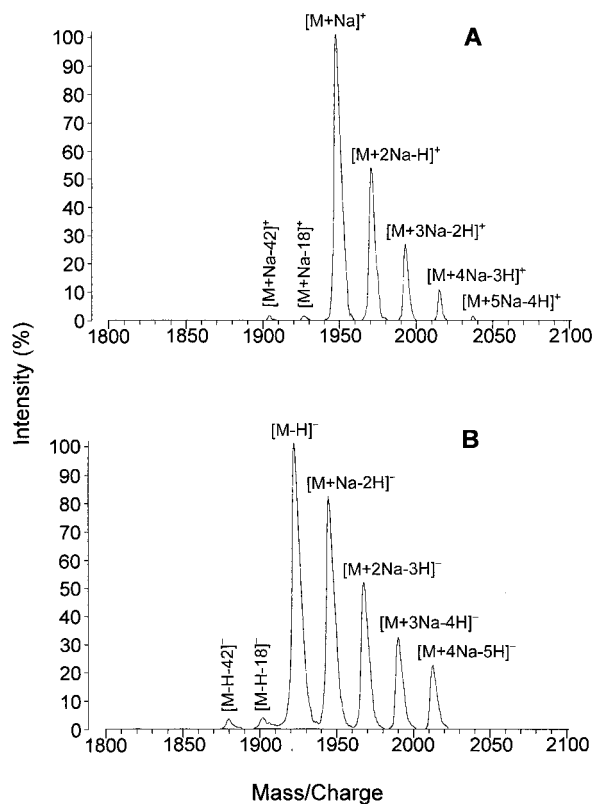 [M+Na]+
A
100
90
[M+2Na-H]+
80
70
60
50
[M+Na-42]+
[M+Na-18]+
[M+3Na-2H]+
40
30
[M+4Na-3H]+
20
[M+5Na-4H]+
10
0
1800 1850 1900 1950 2000 2050 2100
Intensity (%)
[M-H]−
B
100
[M+Na-2H]−
90
80
70
[M+2Na-3H]−
60
50
[M-H-42]−
[M-H-18]−
[M+3Na-4H]−
40
[M+4Na-5H]−
30
20
10
0
1800 1850 1900 1950 2000 2050 2100
Mass/Charge